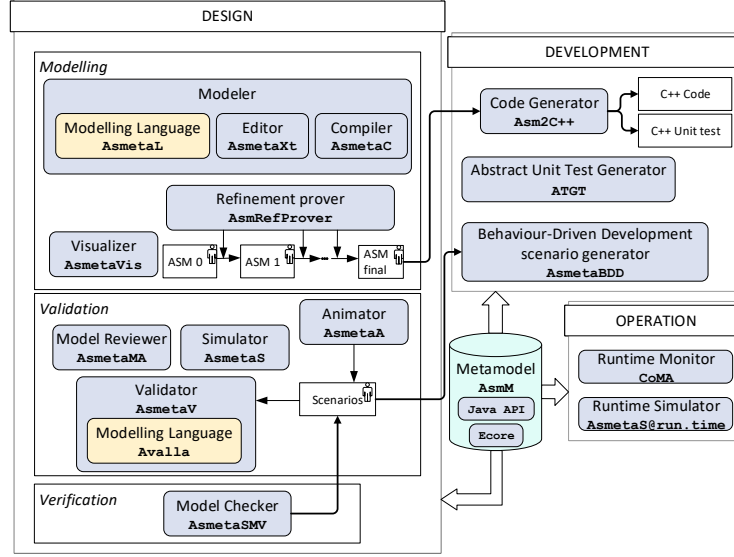 DESIGN
Modelling
Modeler
Modelling Language
AsmetaL
Editor
AsmetaXt
Compiler
AsmetaC
Refinement prover
AsmRefProver
Visualizer
AsmetaVis
ASM 0
ASM 1
...
ASM
final
Validation
Model Reviewer
AsmetaMA
Simulator
AsmetaS
Animator
AsmetaA
Validator
AsmetaV
Modelling Language
Avalla
Scenarios
Verification
Model Checker
AsmetaSMV
DEVELOPMENT
Code Generator
Asm2C++
C++ Code
C++ Unit test
Abstract Unit Test Generator
ATGT
Behaviour-Driven Development
scenario generator
AsmetaBDD
Metamodel
AsmM
Java API
Ecore
OPERATION
Runtime Monitor
CoMA
Runtime Simulator
AsmetaS@run.time